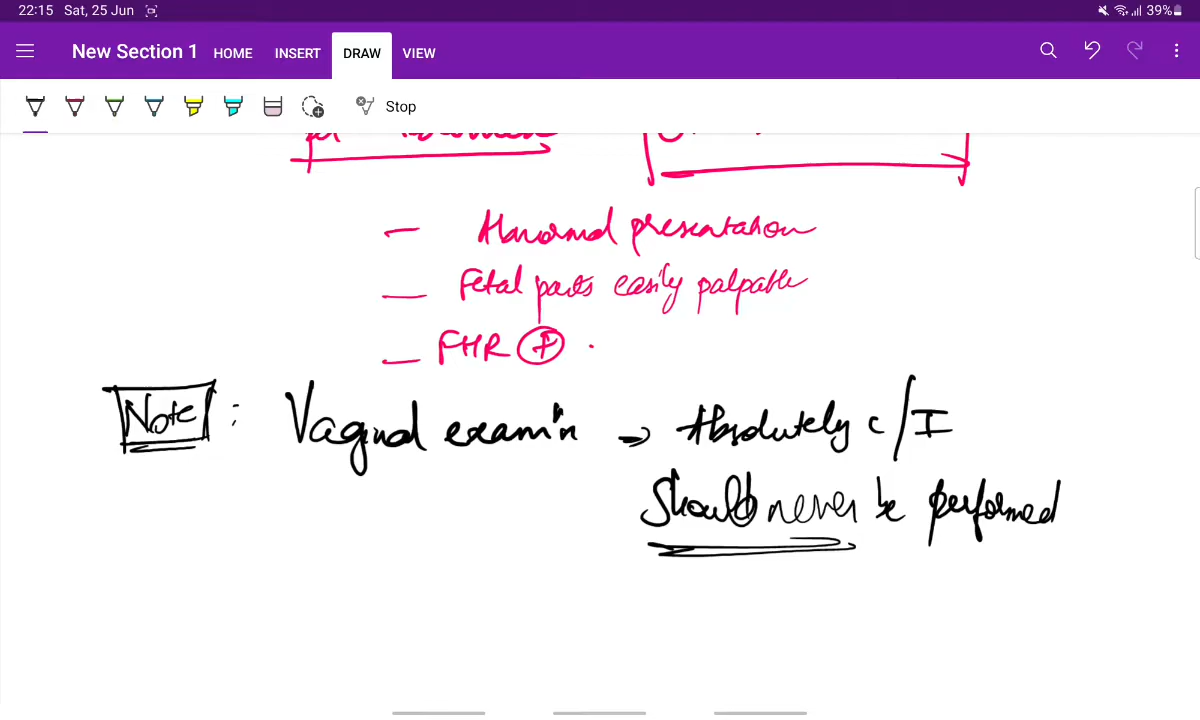 22:15 Sat, 25 Jun 39%
New Section 1 HOME INSERT DRAW VIEW
Stop
— Abnormal presentation
— Fetal parts easily palpable
— FHR + .
Note : Vaginal examin → Absolutely c/I
Should never be performed